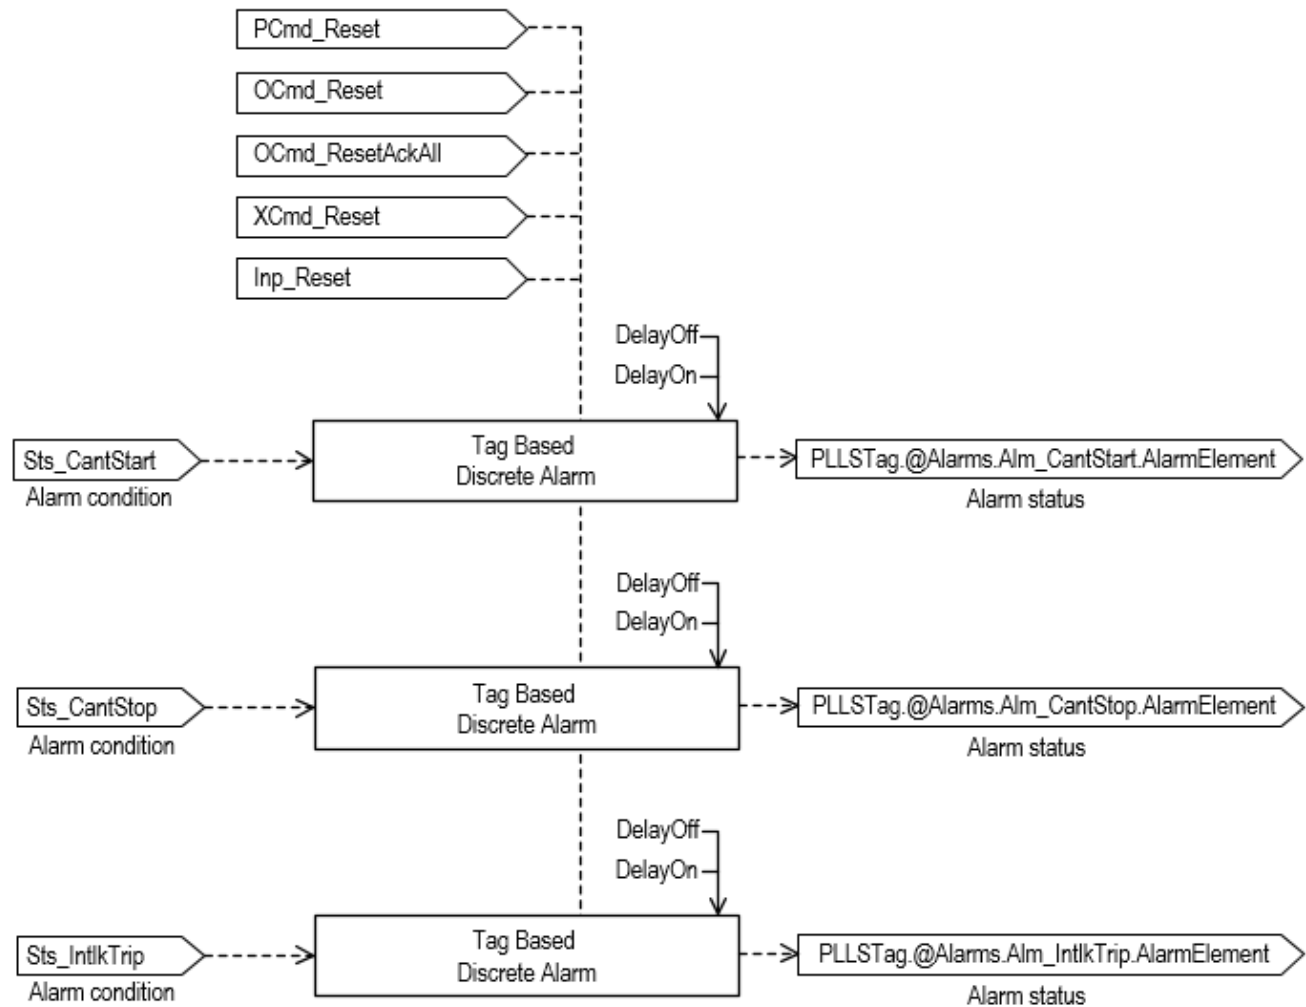 PCmd_Reset
OCmd_Reset
OCmd_ResetAckAll
XCmd_Reset
Inp_Reset
DelayOff
DelayOn
Sts_CantStart
Alarm condition
Tag Based
Discrete Alarm
PLLSTag.@Alarms.Alm_CantStart.AlarmElement
Alarm status
DelayOff
DelayOn
Sts_CantStop
Alarm condition
Tag Based
Discrete Alarm
PLLSTag.@Alarms.Alm_CantStop.AlarmElement
Alarm status
DelayOff
DelayOn
Sts_IntlkTrip
Alarm condition
Tag Based
Discrete Alarm
PLLSTag.@Alarms.Alm_IntlkTrip.AlarmElement
Alarm status